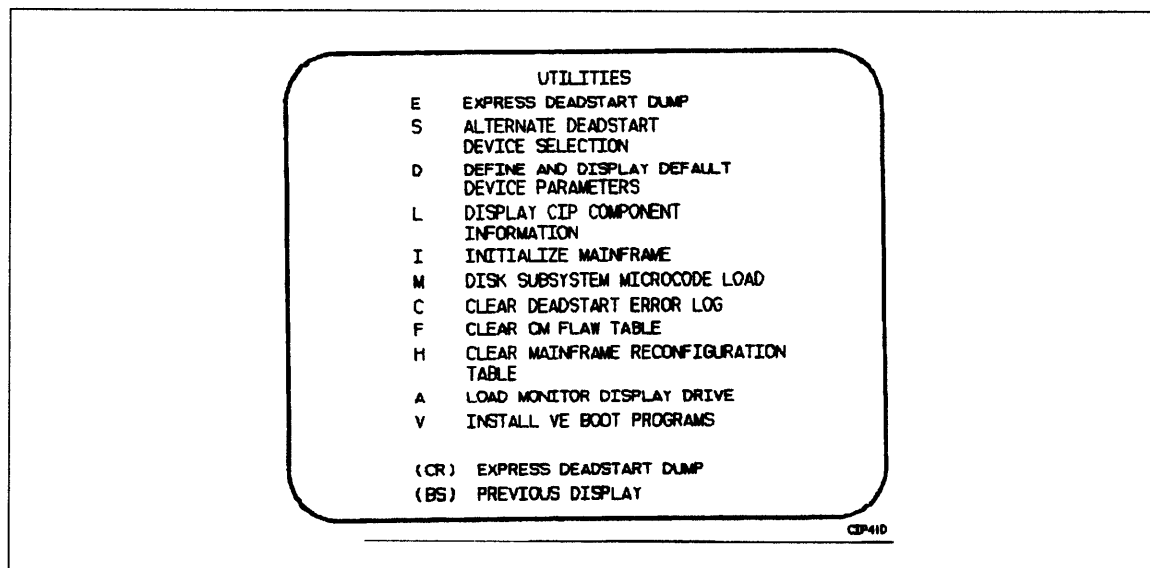 UTILITIES
E EXPRESS DEADSTART DUMP
S ALTERNATE DEADSTART
DEVICE SELECTION
D DEFINE AND DISPLAY DEFAULT
DEVICE PARAMETERS
L DISPLAY CIP COMPONENT
INFORMATION
I INITIALIZE MAINFRAME
M DISK SUBSYSTEM MICROCODE LOAD
C CLEAR DEADSTART ERROR LOG
F CLEAR CM FLAW TABLE
H CLEAR MAINFRAME RECONFIGURATION
TABLE
A LOAD MONITOR DISPLAY DRIVE
V INSTALL VE BOOT PROGRAMS
(CR) EXPRESS DEADSTART DUMP
(BS) PREVIOUS DISPLAY
CIP41D